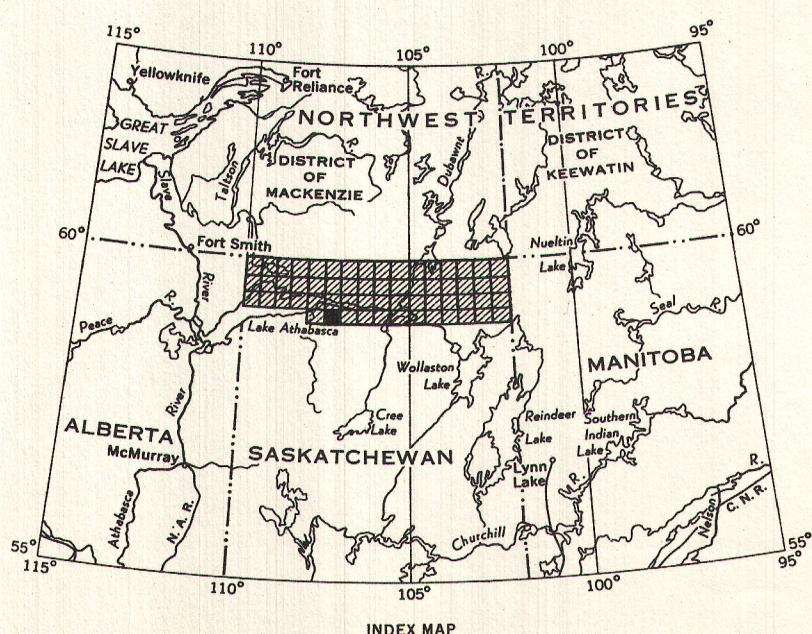 115°
110°
105°
100°
95°
Yellowknife
Fort
Reliance
R.
NORTHWEST TERRITORIES
GREAT
SLAVE
LAKE
Slave
Taltson
R.
DISTRICT
OF
MACKENZIE
Dubawnt
DISTRICT
OF
KEEWATIN
60°
Fort Smith
Nueltin
Lake
60°
River
R.
Peace
Lake Athabasca
Seal R.
Wollaston
Lake
MANITOBA
River
Cree
Lake
Reindeer
Lake
Southern
Indian
Lake
ALBERTA
McMurray
SASKATCHEWAN
Lynn
Lake
R.
R.
Athabasca
N. A. R.
Churchill
Nelson
C. N. R.
55°
115°
110°
105°
100°
55°
95°
INDEX MAP